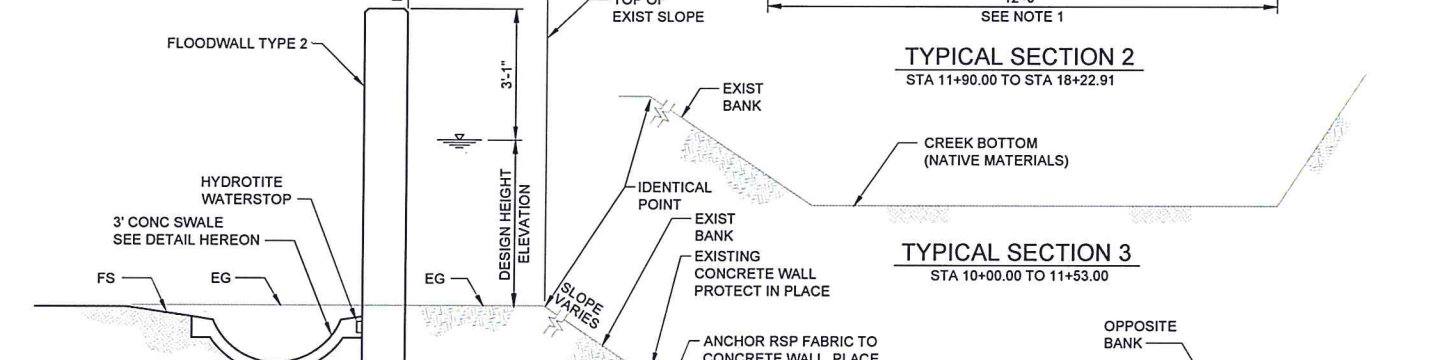 TOP OF
EXIST SLOPE
SEE NOTE 1
FLOODWALL TYPE 2
3'-1"
TYPICAL SECTION 2
STA 11+90.00 TO STA 18+22.91
EXIST
BANK
CREEK BOTTOM
(NATIVE MATERIALS)
HYDROTITE
WATERSTOP
IDENTICAL
POINT
DESIGN HEIGHT
ELEVATION
3' CONC SWALE
SEE DETAIL HEREON
EXIST
BANK
TYPICAL SECTION 3
STA 10+00.00 TO 11+53.00
EXISTING
CONCRETE WALL
PROTECT IN PLACE
FS
EG
EG
SLOPE
VARIES
OPPOSITE
BANK
ANCHOR RSP FABRIC TO
CONCRETE WALL, PLACE